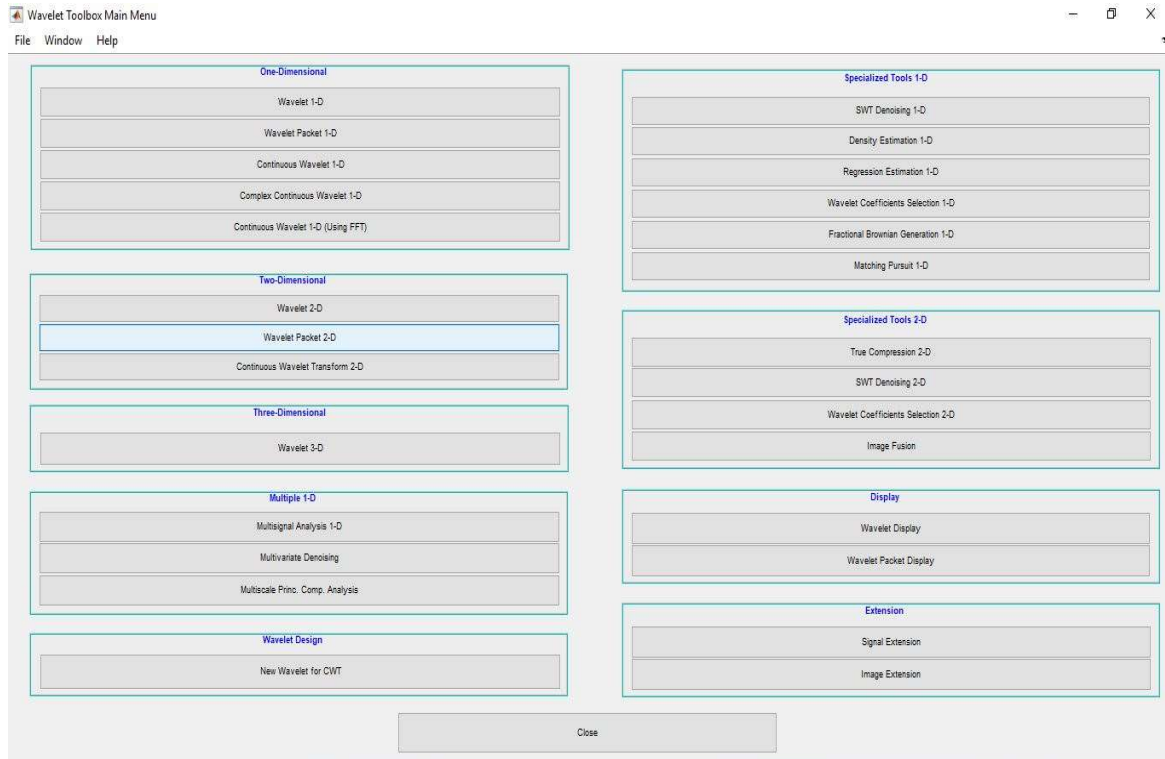 Wavelet Toolbox Main Menu
File Window Help
One-Dimensional
Wavelet 1-D
Wavelet Packet 1-D
Continuous Wavelet 1-D
Complex Continuous Wavelet 1-D
Continuous Wavelet 1-D (Using FFT)
Two-Dimensional
Wavelet 2-D
Wavelet Packet 2-D
Continuous Wavelet Transform 2-D
Three-Dimensional
Wavelet 3-D
Multiple 1-D
Multisignal Analysis 1-D
Multivariate Denoising
Multiscale Princ. Comp. Analysis
Wavelet Design
New Wavelet for CWT
Specialized Tools 1-D
SWT Denoising 1-D
Density Estimation 1-D
Regression Estimation 1-D
Wavelet Coefficients Selection 1-D
Fractional Brownian Generation 1-D
Matching Pursuit 1-D
Specialized Tools 2-D
True Compression 2-D
SWT Denoising 2-D
Wavelet Coefficients Selection 2-D
Image Fusion
Display
Wavelet Display
Wavelet Packet Display
Extension
Signal Extension
Image Extension
Close